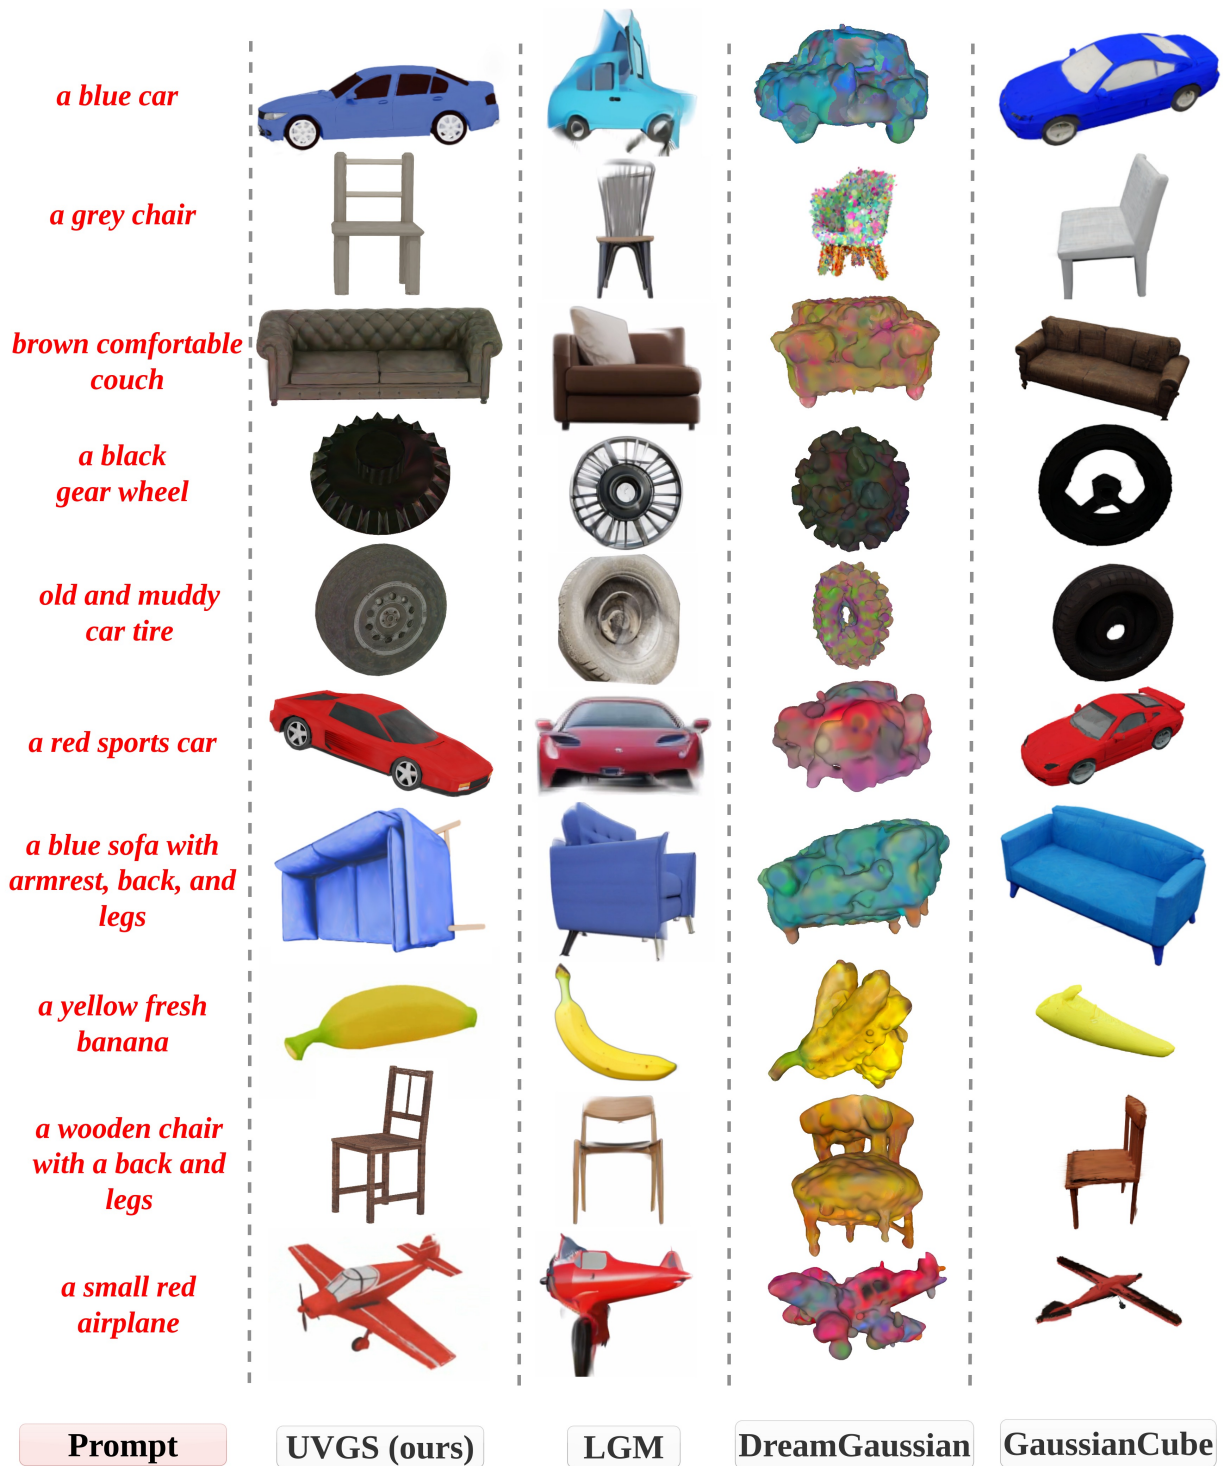 a blue car
a grey chair
brown comfortable
couch
a black
gear wheel
old and muddy
car tire
a red sports car
a blue sofa with
armrest, back, and
legs
a yellow fresh
banana
a wooden chair
with a back and
legs
a small red
airplane
Prompt UVGS (ours) LGM DreamGaussian GaussianCube